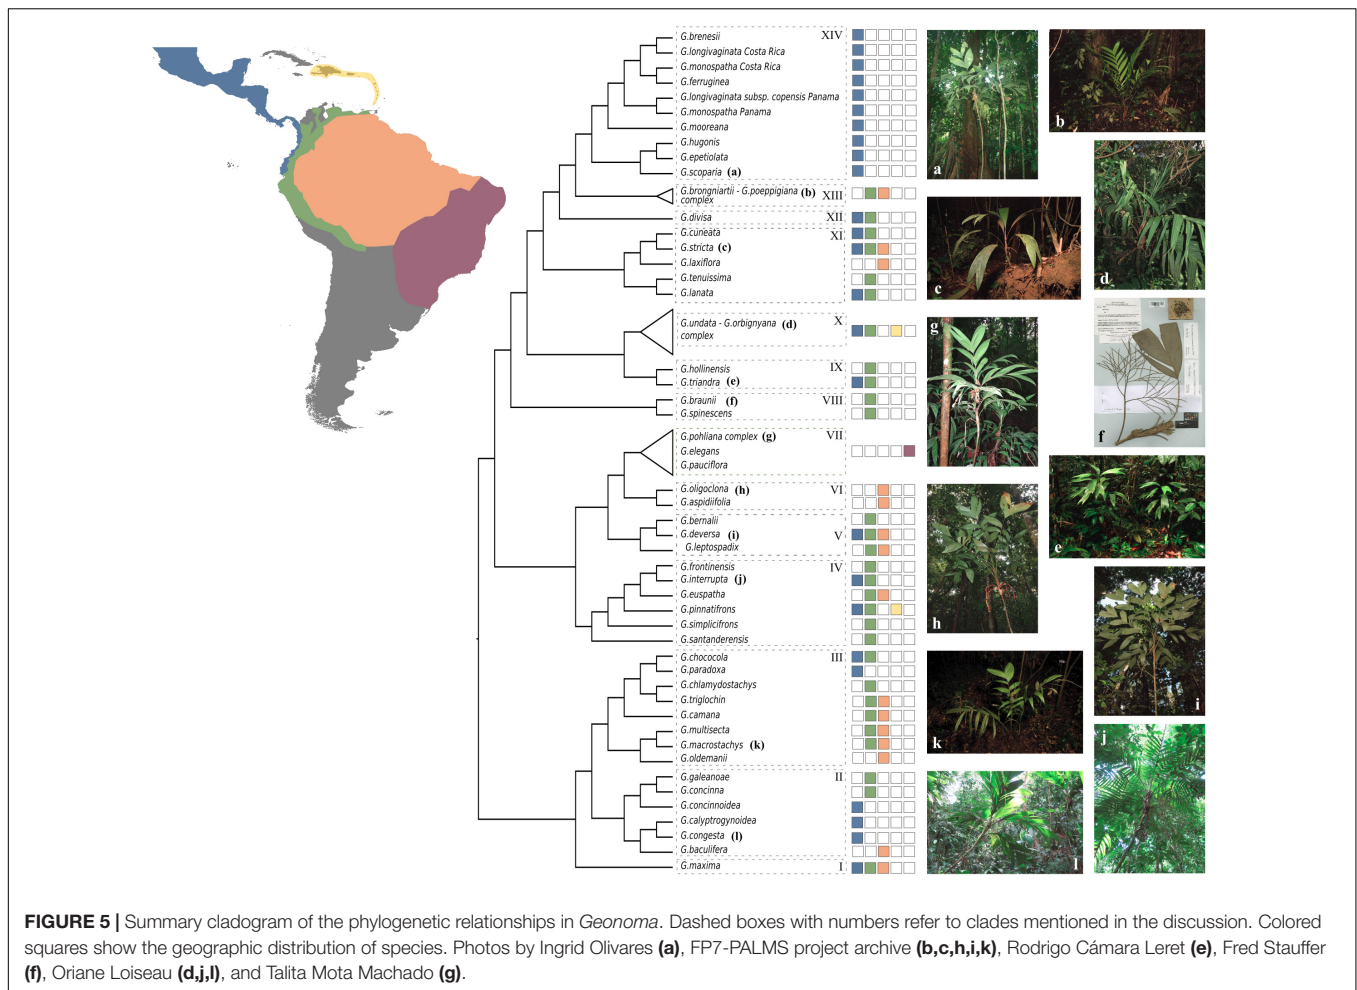 G.brenesii XIV
G.longivaginata Costa Rica
G.monospatha Costa Rica
G.ferruginea
G.longivaginata subsp. copensis Panama
G.monospatha Panama
G.mooreana
G.hugonis
G.epetiolata
G.scoparia (a)
G.brongniartii - G.poeppigiana (b) XIII
complex
G.divisa XII
G.cuneata XI
G.stricta (c)
G.laxiflora
G.tenuissima
G.lanata
G.undata - G.orbignyana (d) X
complex
G.hollinensis IX
G.triandra (e)
G.braunii (f) VIII
G.spinescens
G.pohliana complex (g) VII
G.elegans
G.pauciflora
G.oligoclona (h) VI
G.aspidiifolia
G.bernalii
G.deversa (i) V
G.leptospadix
G.frontinensis IV
G.interrupta (j)
G.euspatha
G.pinnatifrons
G.simplicifrons
G.santanderensis
G.chococola III
G.paradoxa
G.chlamydostachys
G.triglochin
G.camana
G.multisecta
G.macrostachys (k)
G.oldemanii
G.galeanoae II
G.concinna
G.concinnoidea
G.calyptrogynoidea
G.congesta (l)
G.baculifera
G.maxima I
a
b
c
d
g
f
e
h
i
k
j
l
FIGURE 5 | Summary cladogram of the phylogenetic relationships in Geonoma. Dashed boxes with numbers refer to clades mentioned in the discussion. Colored
squares show the geographic distribution of species. Photos by Ingrid Olivares (a), FP7-PALMS project archive (b,c,h,i,k), Rodrigo Cámara Leret (e), Fred Stauffer
(f), Oriane Loiseau (d,j,l), and Talita Mota Machado (g).